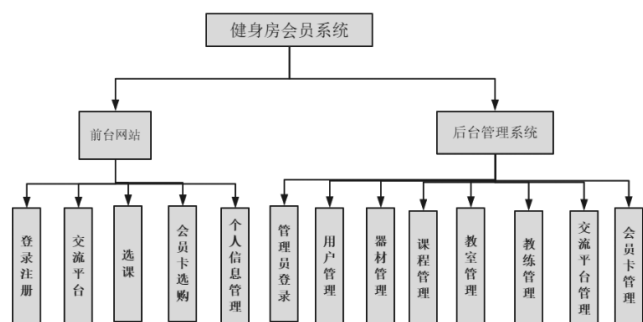 健身房会员系统
前台网站
后台管理系统
登录注册
交流平台
选课
会员卡选购
个人信息管理
管理员登录
用户管理
器材管理
课程管理
教室管理
教练管理
交流平台管理
会员卡管理